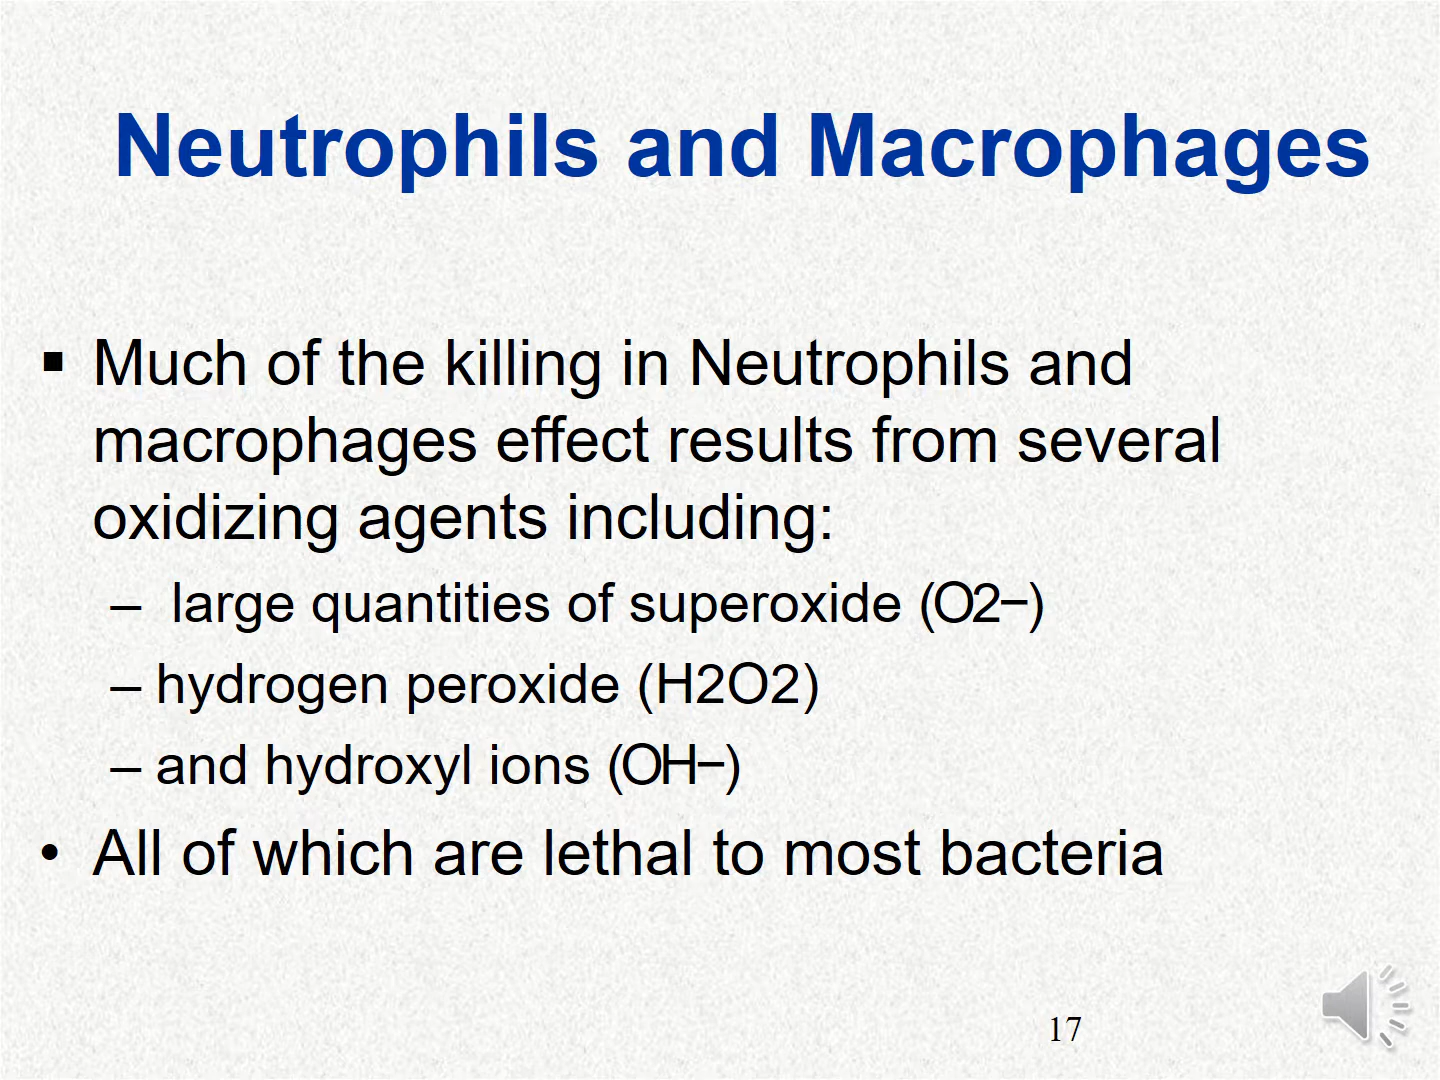 Neutrophils and Macrophages
▪ Much of the killing in Neutrophils and
macrophages effect results from several
oxidizing agents including:
– large quantities of superoxide (O2−)
– hydrogen peroxide (H2O2)
– and hydroxyl ions (OH−)
• All of which are lethal to most bacteria
17